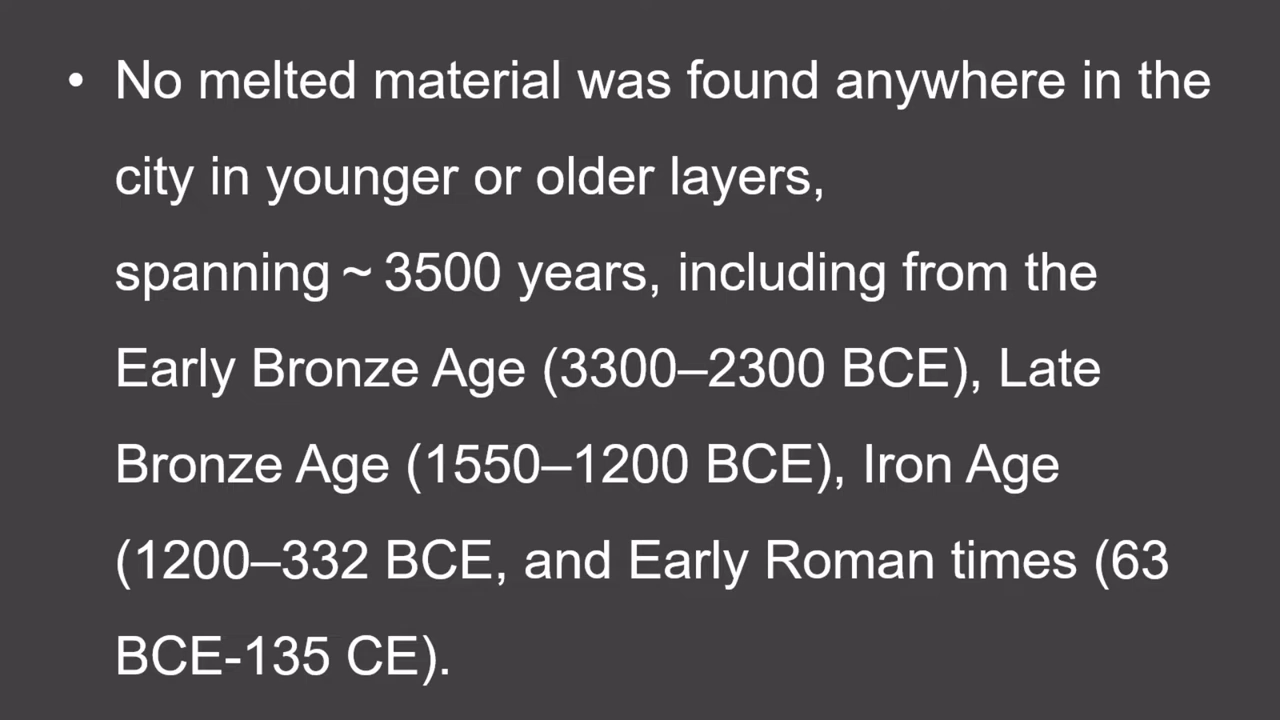 • No melted material was found anywhere in the
city in younger or older layers,
spanning ~ 3500 years, including from the
Early Bronze Age (3300–2300 BCE), Late
Bronze Age (1550–1200 BCE), Iron Age
(1200–332 BCE, and Early Roman times (63
BCE-135 CE).